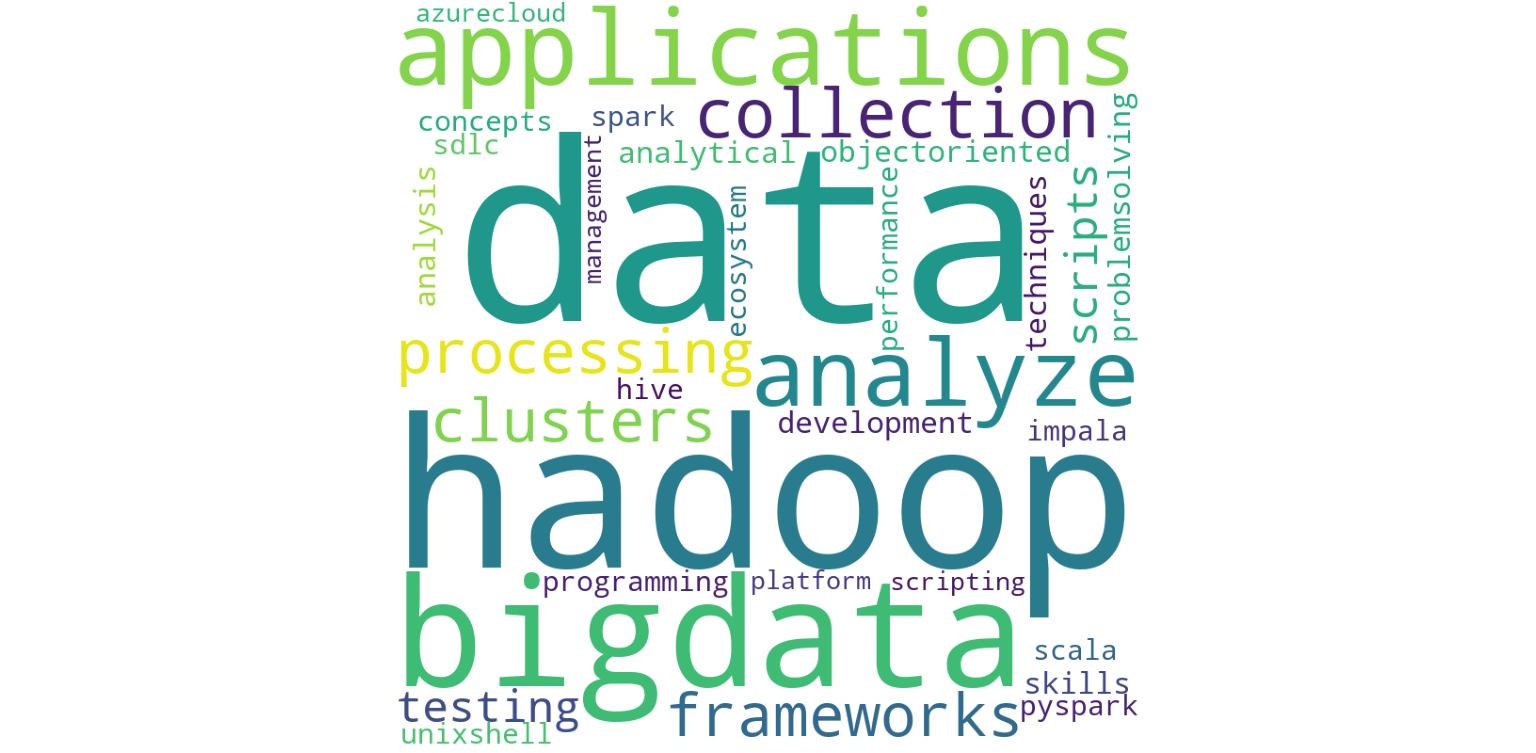 azurecloud
applications
collection
concepts
spark
sdlc
analytical
objectoriented
problemsolving
data
management
analysis
ecosystem
performance
techniques
scripts
processing
analyze
hive
clusters
development
impala
hadoop
bigdata
programming
platform
scripting
scala
skills
testing
frameworks
pyspark
unixshell